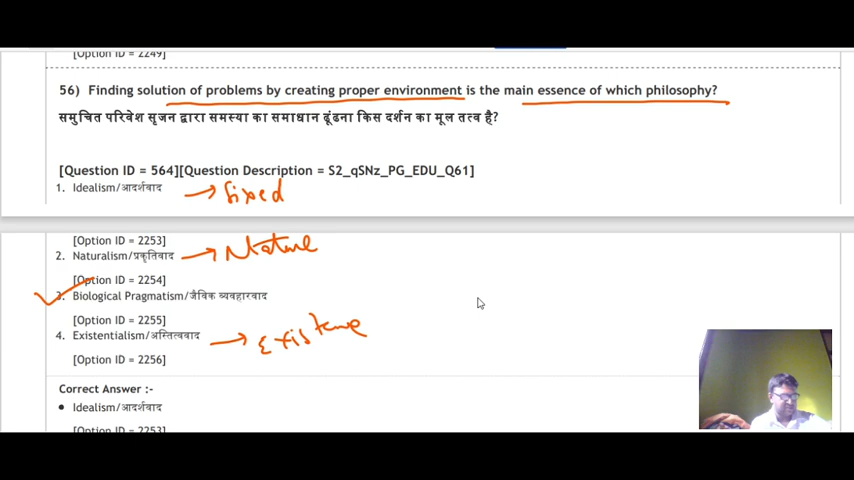 [Option ID = 2249]
56) Finding solution of problems by creating proper environment is the main essence of which philosophy?
समुचित परिवेश सृजन द्वारा समस्या का समाधान ढूंढना किस दर्शन का मूल तत्व है?
[Question ID = 564][Question Description = S2_qSNz_PG_EDU_Q61]
1. Idealism/आदर्शवाद → fixed
[Option ID = 2253]
2. Naturalism/प्रकृतिवाद → Nature
[Option ID = 2254]
3. Biological Pragmatism/जैविक व्यवहारवाद
[Option ID = 2255]
4. Existentialism/अस्तित्ववाद → Existence
[Option ID = 2256]
Correct Answer :-
• Idealism/आदर्शवाद
[Option ID = 2253]